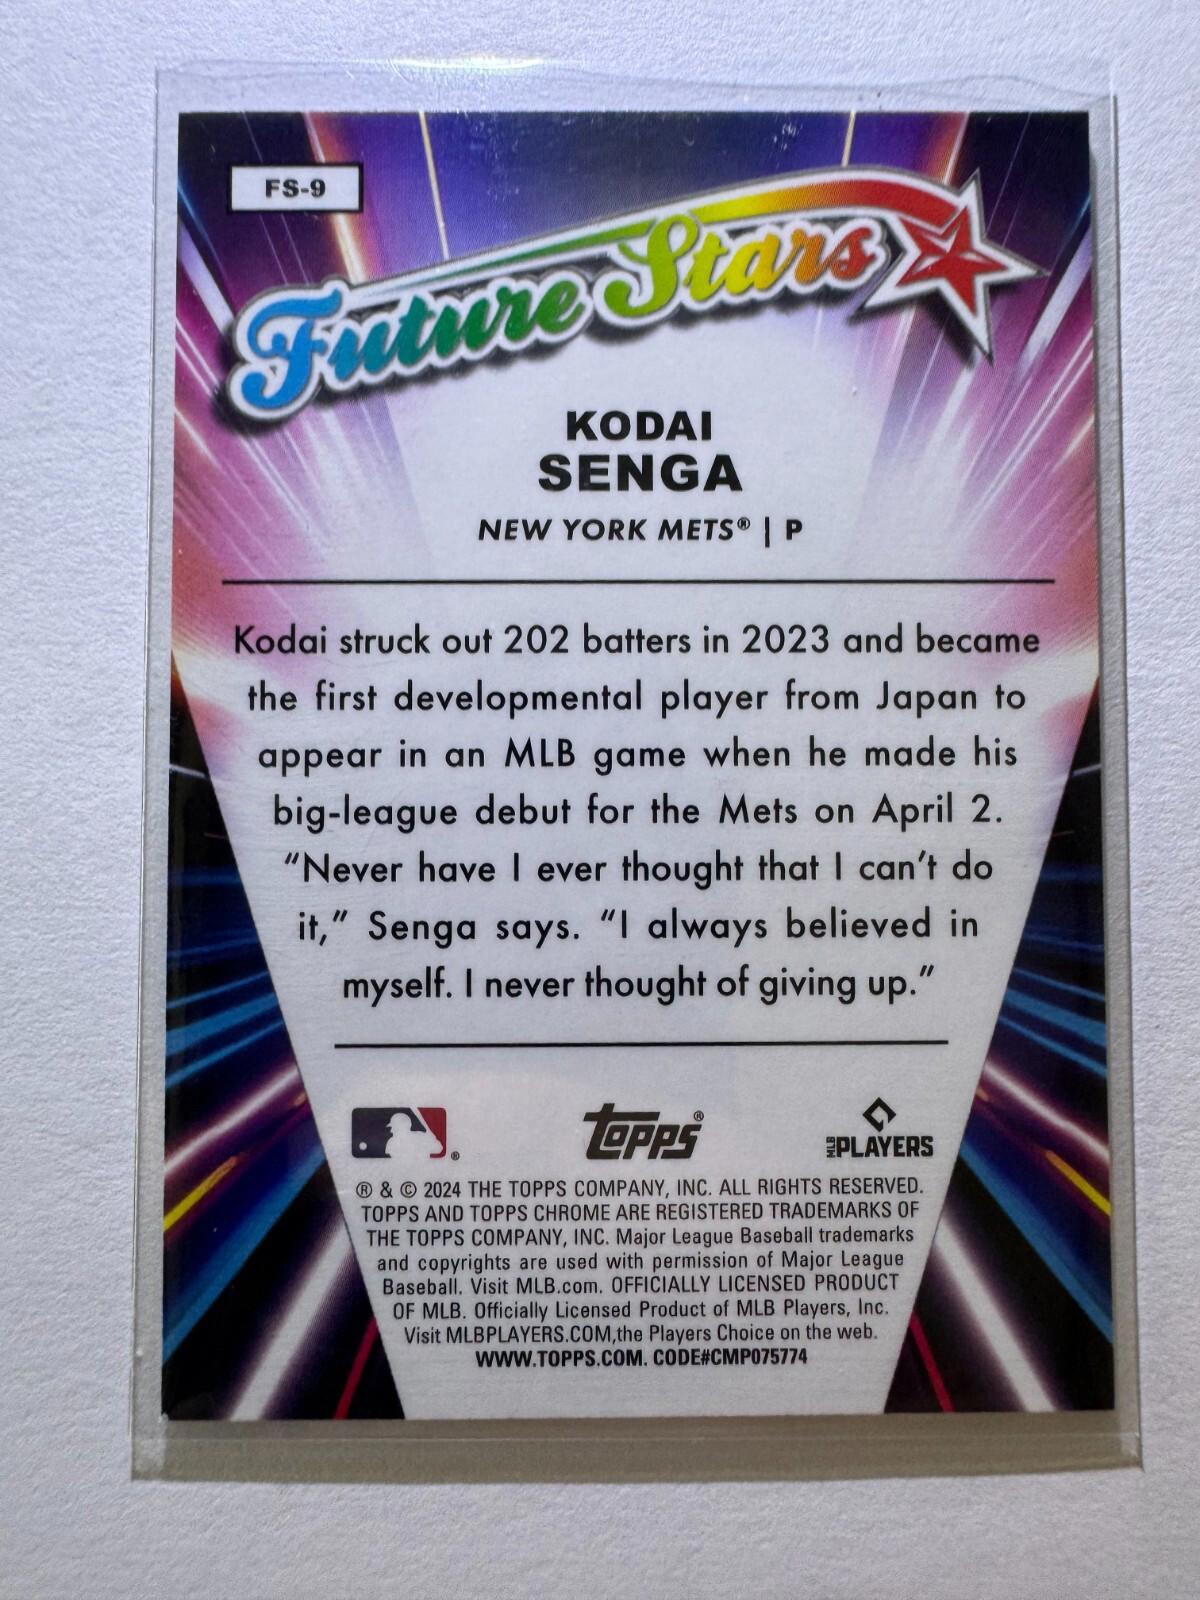 FS-9
Future Stars
KODAI
SENGA
NEW YORK METS® | P
Kodai struck out 202 batters in 2023 and became
the first developmental player from Japan to
appear in an MLB game when he made his
big-league debut for the Mets on April 2.
“Never have I ever thought that I can’t do
it,” Senga says. “I always believed in
myself. I never thought of giving up.”
®
topps®
MLB PLAYERS
® & © 2024 THE TOPPS COMPANY, INC. ALL RIGHTS RESERVED.
TOPPS AND TOPPS CHROME ARE REGISTERED TRADEMARKS OF
THE TOPPS COMPANY, INC. Major League Baseball trademarks
and copyrights are used with permission of Major League
Baseball. Visit MLB.com. OFFICIALLY LICENSED PRODUCT
OF MLB. Officially Licensed Product of MLB Players, Inc.
Visit MLBPLAYERS.COM,the Players Choice on the web.
WWW.TOPPS.COM. CODE#CMP075774